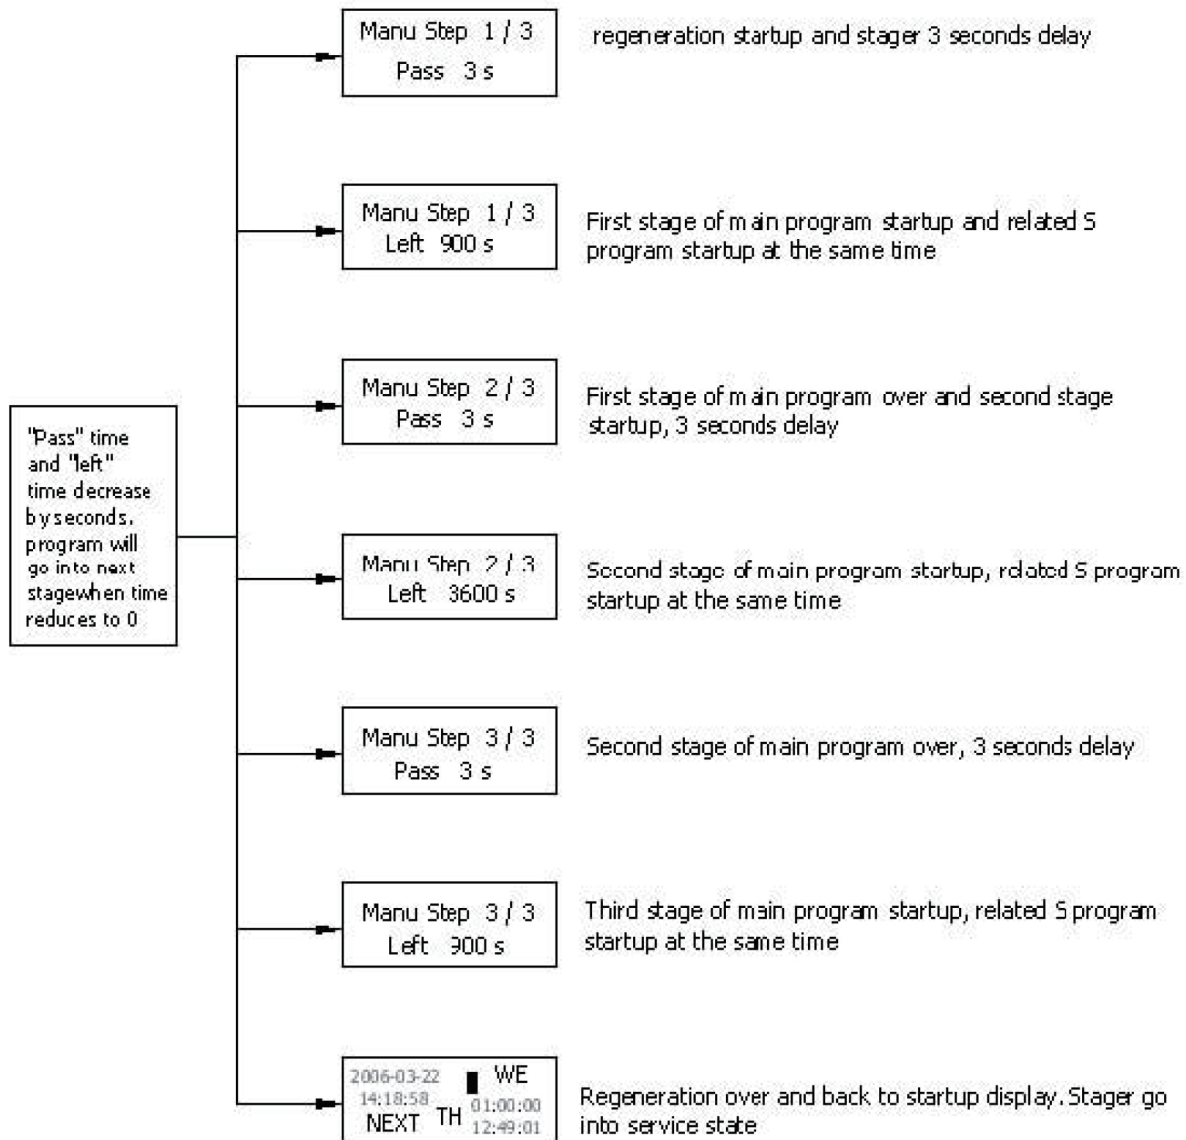 Manu Step 1 / 3
Pass 3 s
regeneration startup and stager 3 seconds delay
Manu Step 1 / 3
Left 900 s
First stage of main program startup and related S
program startup at the same time
Manu Step 2 / 3
Pass 3 s
First stage of main program over and second stage
startup, 3 seconds delay
"Pass" time
and "left"
time decrease
by seconds.
program will
go into next
stagewhen time
reduces to 0
Manu Step 2 / 3
Left 3600 s
Second stage of main program startup, related S program
startup at the same time
Manu Step 3 / 3
Pass 3 s
Second stage of main program over, 3 seconds delay
Manu Step 3 / 3
Left 900 s
Third stage of main program startup, related S program
startup at the same time
2006-03-22 WE
14:18:58 01:00:00
NEXT TH 12:49:01
Regeneration over and back to startup display. Stager go
into service state